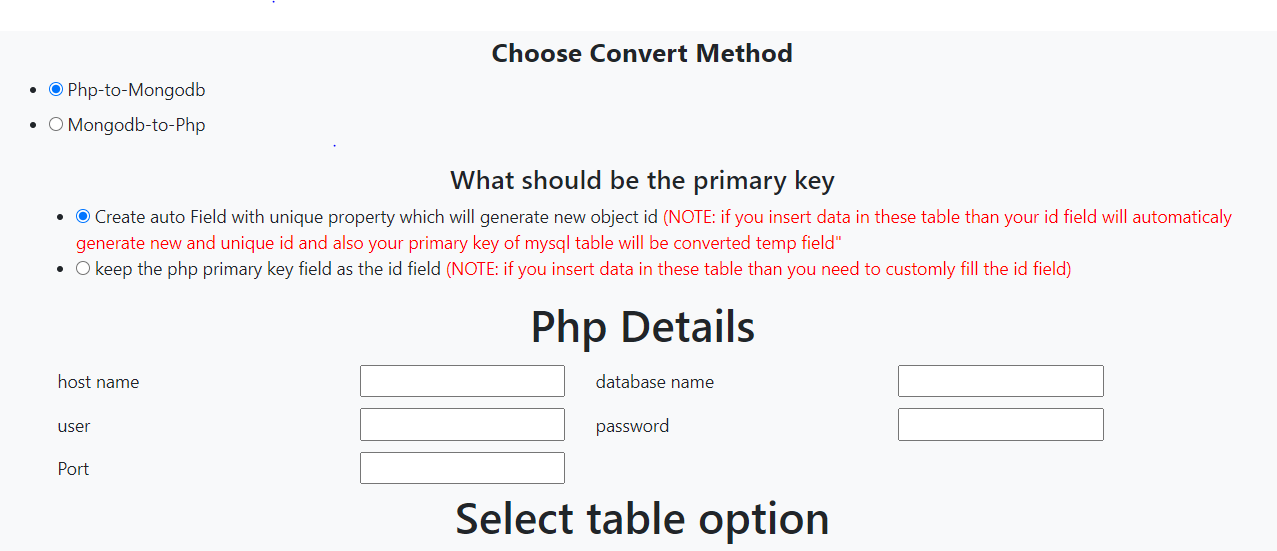 Choose Convert Method
Php-to-Mongodb
Mongodb-to-Php
What should be the primary key
Create auto Field with unique property which will generate new object id (NOTE: if you insert data in these table than your id field will automaticaly
generate new and unique id and also your primary key of mysql table will be converted temp field"
keep the php primary key field as the id field (NOTE: if you insert data in these table than you need to customly fill the id field)
Php Details
host name database name
user password
Port
Select table option